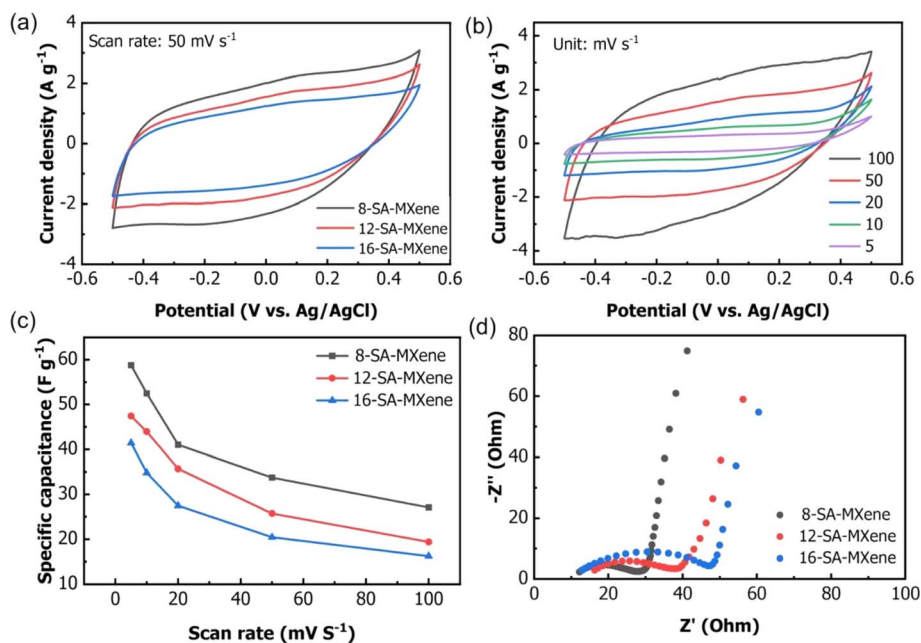 (a)
Scan rate: 50 mV s⁻¹
Current density (A g⁻¹)
4
2
0
-2
-4
8-SA-MXene
12-SA-MXene
16-SA-MXene
-0.6 -0.4 -0.2 0.0 0.2 0.4 0.6
Potential (V vs. Ag/AgCl)
(b)
Unit: mV s⁻¹
Current density (A g⁻¹)
4
2
0
-2
-4
100
50
20
10
5
-0.6 -0.4 -0.2 0.0 0.2 0.4 0.6
Potential (V vs. Ag/AgCl)
(c)
Specific capacitance (F g⁻¹)
60
50
40
30
20
10
8-SA-MXene
12-SA-MXene
16-SA-MXene
0 20 40 60 80 100
Scan rate (mV S⁻¹)
(d)
-Z'' (Ohm)
80
60
40
20
0
8-SA-MXene
12-SA-MXene
16-SA-MXene
0 20 40 60 80 100
Z' (Ohm)